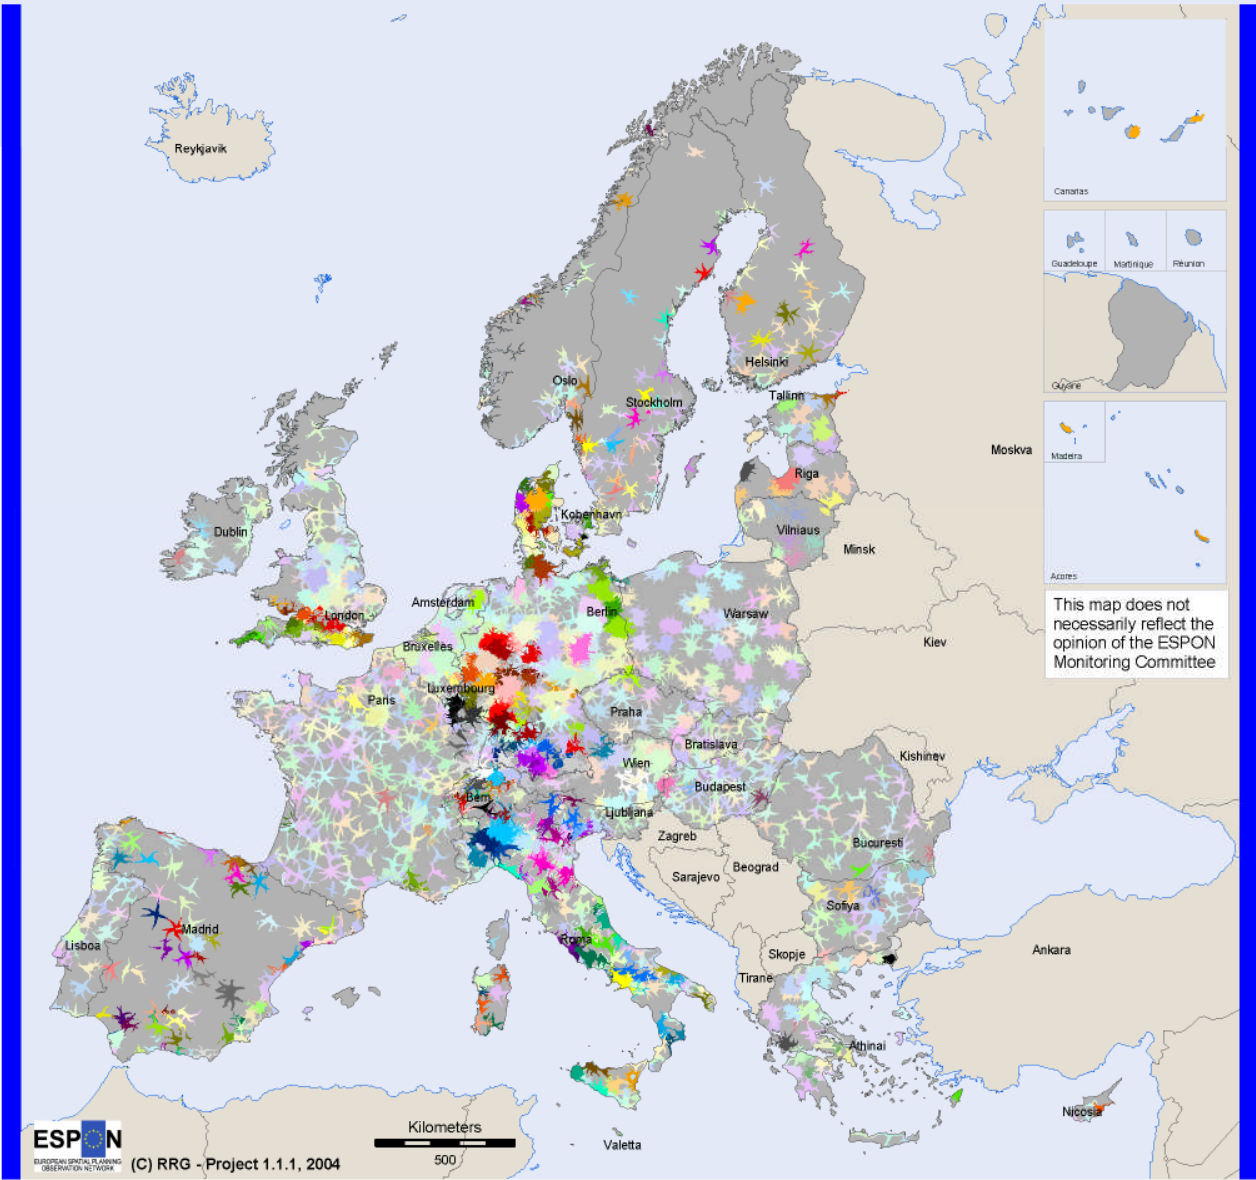 Reykjavik
Canarias
Guadeloupe
Martinique
Réunion
Guyane
Helsinki
Oslo
Stockholm
Tallinn
Madeira
Moskva
Riga
Kobenhavn
Dublin
Vilniaus
Minsk
Acores
This map does not
necessarily reflect the
opinion of the ESPON
Monitoring Committee
Amsterdam
London
Berlin
Warsaw
Kiev
Bruxelles
Luxembourg
Paris
Praha
Bratislava
Kishinev
Wien
Budapest
Bern
Ljubljana
Zagreb
Bucuresti
Beograd
Sarajevo
Sofiya
Madrid
Lisboa
Roma
Skopje
Ankara
Tirane
Athinai
Nicosia
Valetta
Kilometers
500
ESPON
EUROPEAN SPATIAL PLANNING
OBSERVATION NETWORK
(C) RRG - Project 1.1.1, 2004